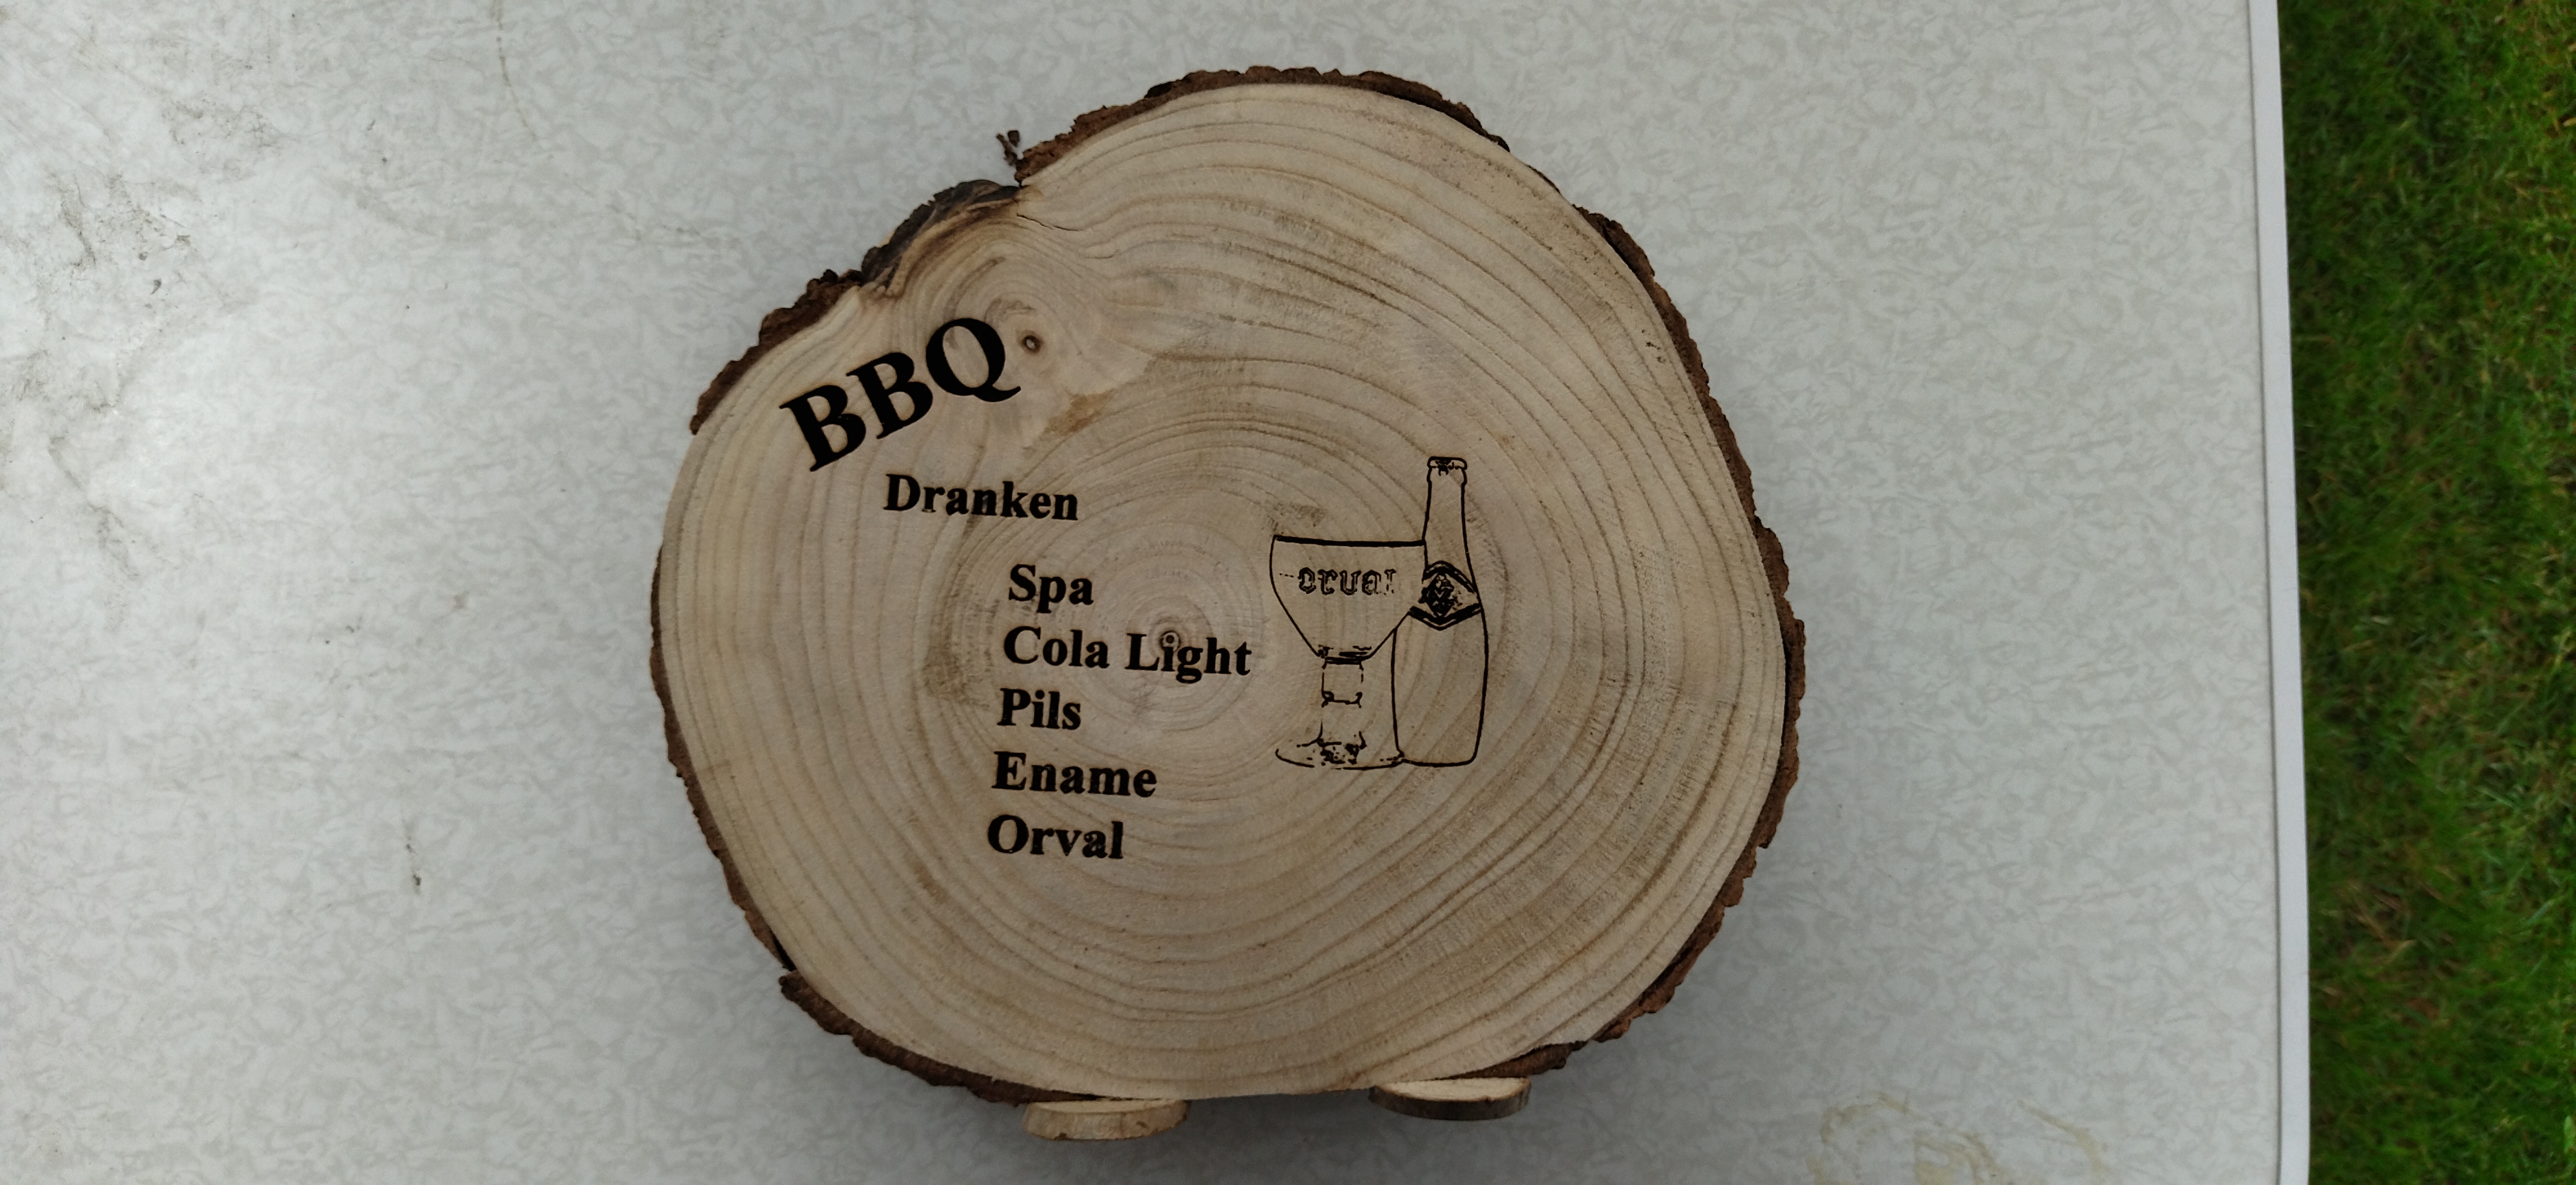 BBQ
Dranken
Spa
Cola Light
Pils
Ename
Orval
orval